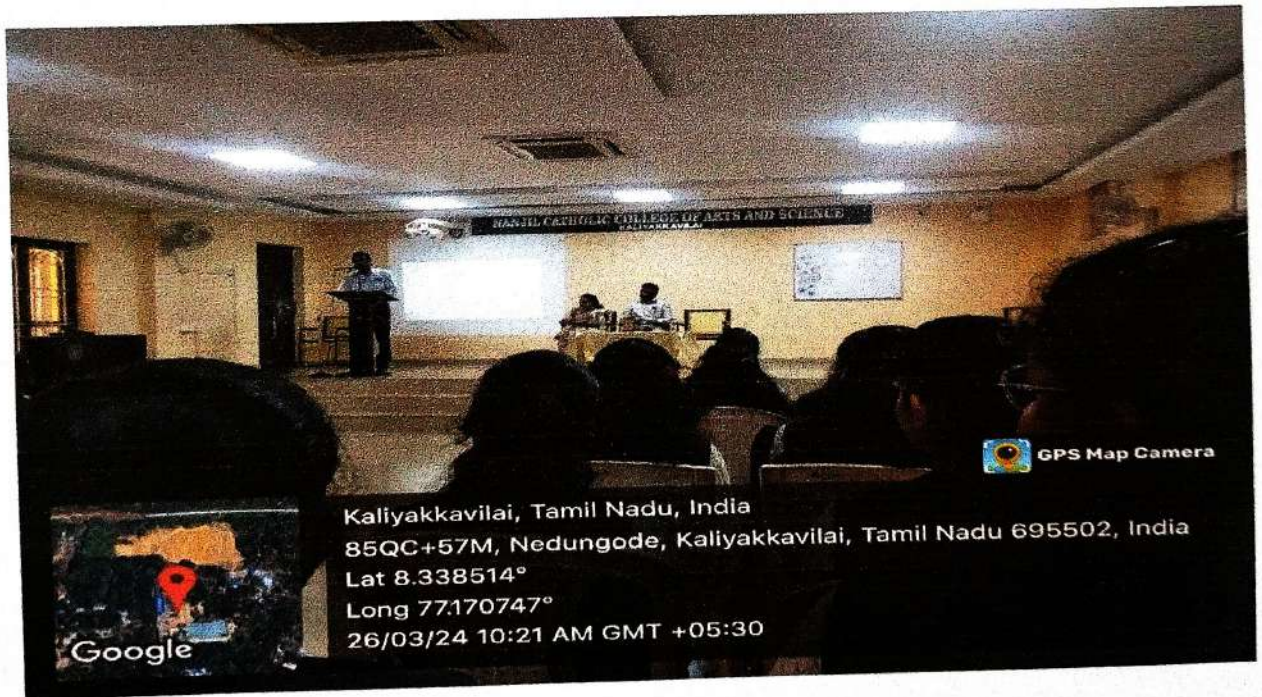 NANJIL CATHOLIC COLLEGE OF ARTS AND SCIENCE
KALIYAKKAVILAI
GPS Map Camera
Kaliyakkavilai, Tamil Nadu, India
85QC+57M, Nedungode, Kaliyakkavilai, Tamil Nadu 695502, India
Lat 8.338514°
Long 77.170747°
26/03/24 10:21 AM GMT +05:30
Google